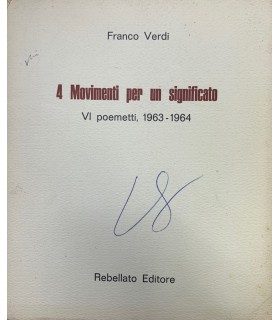 Franco Verdi
4 Movimenti per un significato
VI poemetti, 1963-1964
Rebellato Editore